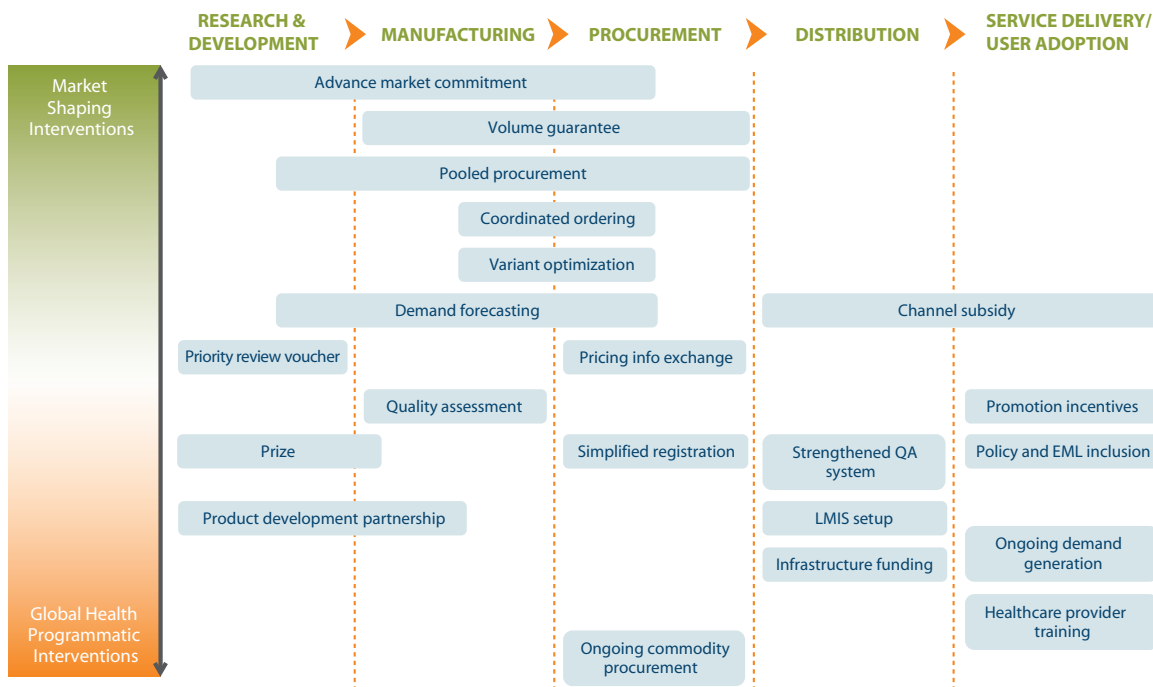 RESEARCH &
DEVELOPMENT
MANUFACTURING
PROCUREMENT
DISTRIBUTION
SERVICE DELIVERY/
USER ADOPTION
Market
Shaping
Interventions
Advance market commitment
Volume guarantee
Pooled procurement
Coordinated ordering
Variant optimization
Demand forecasting
Channel subsidy
Priority review voucher
Pricing info exchange
Quality assessment
Promotion incentives
Prize
Simplified registration
Strengthened QA
system
Policy and EML inclusion
Product development partnership
LMIS setup
Ongoing demand
generation
Infrastructure funding
Global Health
Programmatic
Interventions
Healthcare provider
training
Ongoing commodity
procurement